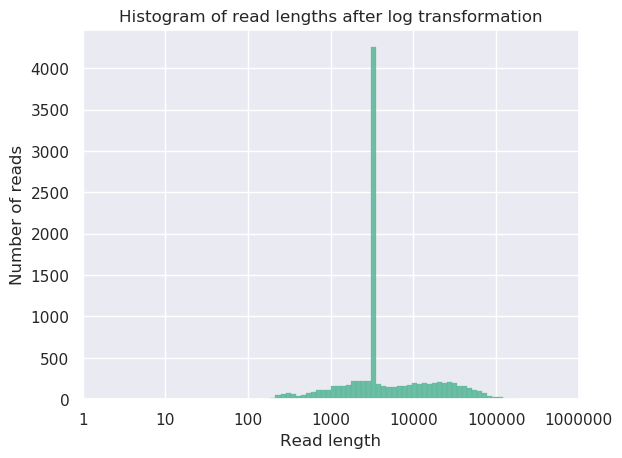 Histogram of read lengths after log transformation
Number of reads
4000
3500
3000
2500
2000
1500
1000
500
0
1 10 100 1000 10000 100000 1000000
Read length